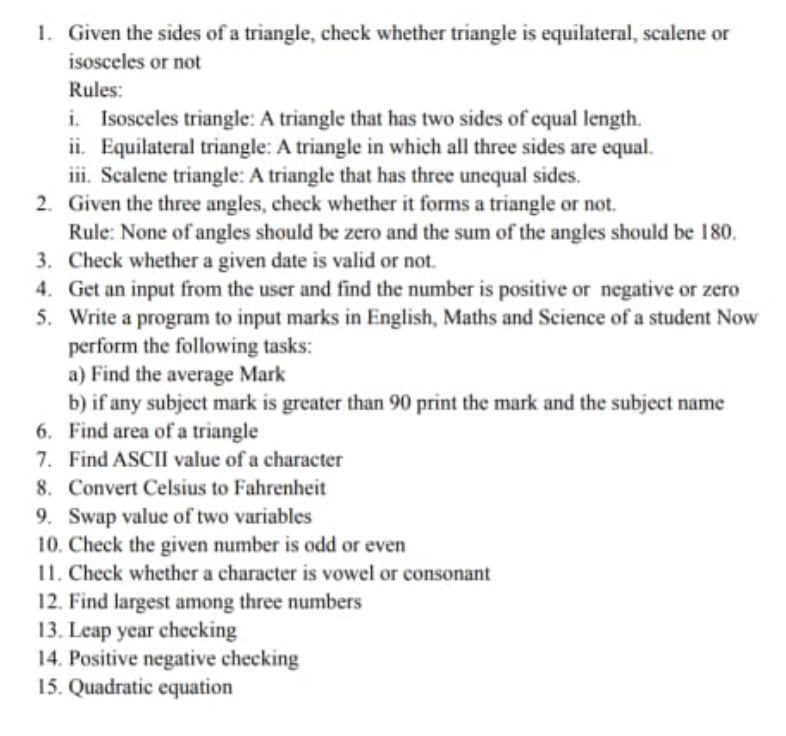 1. Given the sides of a triangle, check whether triangle is equilateral, scalene or
isosceles or not
Rules:
i. Isosceles triangle: A triangle that has two sides of equal length.
ii. Equilateral triangle: A triangle in which all three sides are equal.
iii. Scalene triangle: A triangle that has three unequal sides.
2. Given the three angles, check whether it forms a triangle or not.
Rule: None of angles should be zero and the sum of the angles should be 180.
3. Check whether a given date is valid or not.
4. Get an input from the user and find the number is positive or negative or zero
5. Write a program to input marks in English, Maths and Science of a student Now
perform the following tasks:
a) Find the average Mark
b) if any subject mark is greater than 90 print the mark and the subject name
6. Find area of a triangle
7. Find ASCII value of a character
8. Convert Celsius to Fahrenheit
9. Swap value of two variables
10. Check the given number is odd or even
11. Check whether a character is vowel or consonant
12. Find largest among three numbers
13. Leap year checking
14. Positive negative checking
15. Quadratic equation